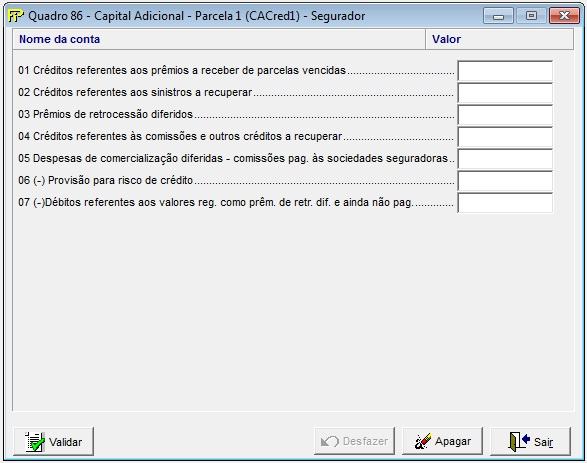 Quadro 86 - Capital Adicional - Parcela 1 (CACred1) - Segurador
Nome da conta Valor
01 Créditos referentes aos prêmios a receber de parcelas vencidas
02 Créditos referentes aos sinistros a recuperar
03 Prêmios de retrocessão diferidos
04 Créditos referentes às comissões e outros créditos a recuperar
05 Despesas de comercialização diferidas - comissões pag. às sociedades seguradoras
06 (-) Provisão para risco de crédito
07 (-)Débitos referentes aos valores reg. como prêm. de retr. dif. e ainda não pag.
Validar Desfazer Apagar Sair